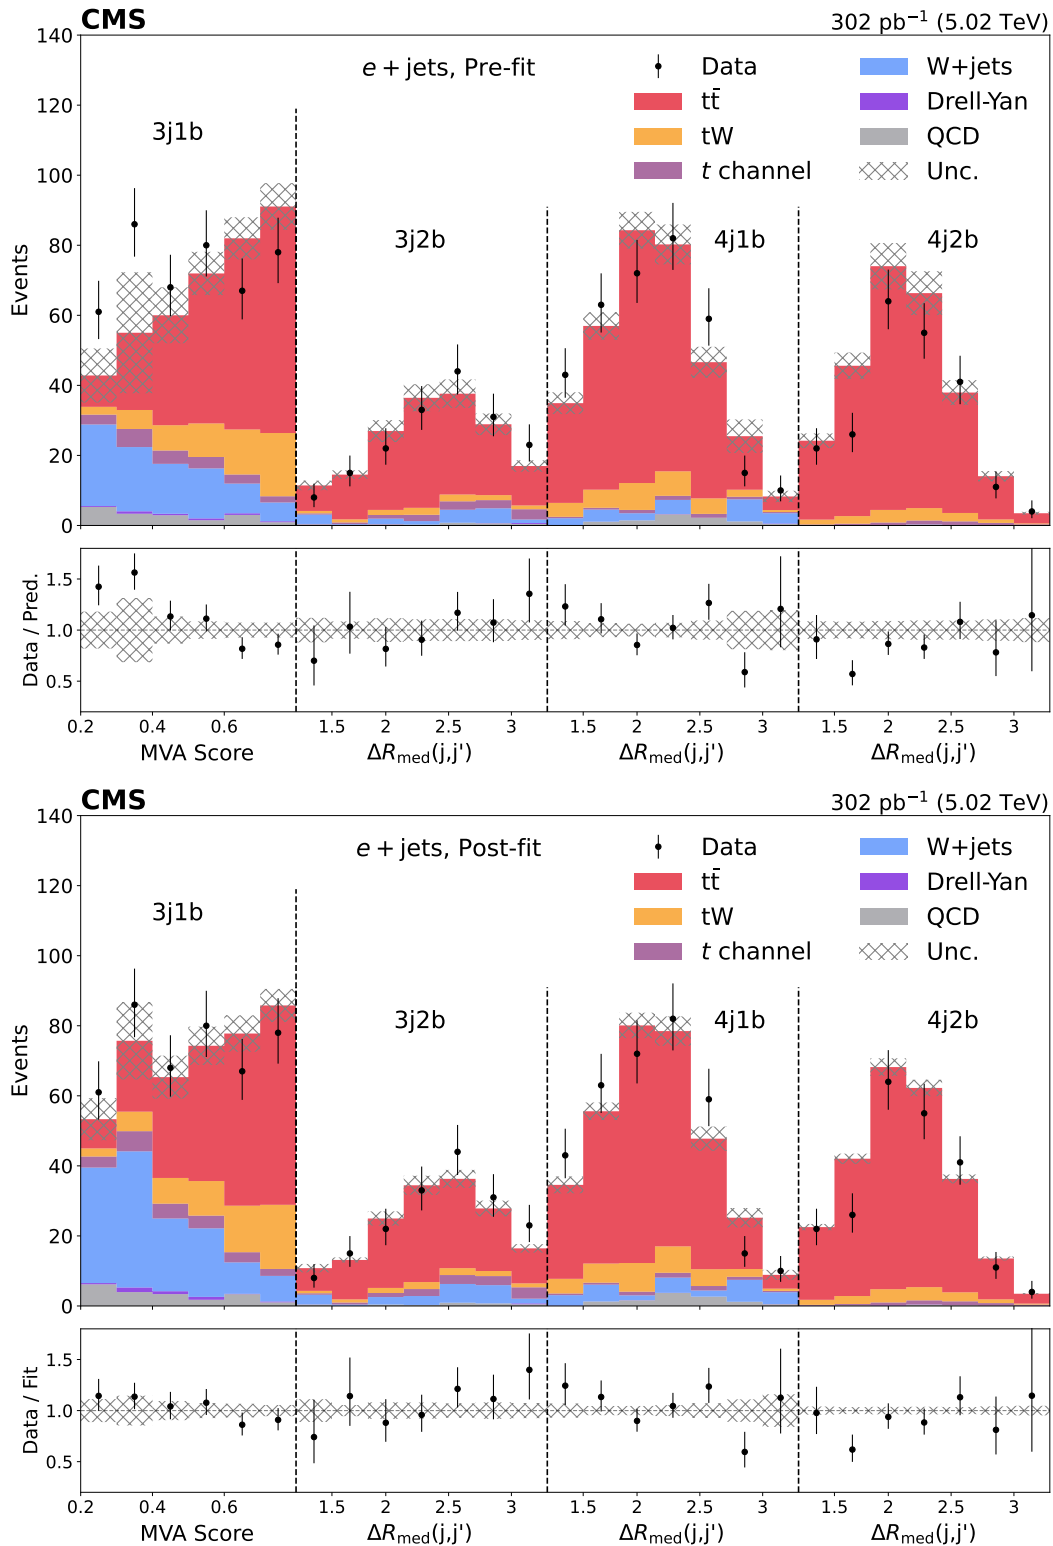 CMS 302 pb⁻¹ (5.02 TeV)
e + jets, Pre-fit
Data
tt̄
tW
t channel
W+jets
Drell-Yan
QCD
Unc.
3j1b
3j2b
4j1b
4j2b
Events
140
120
100
80
60
40
20
0
Data / Pred.
1.5
1.0
0.5
0.2 0.4 0.6 1.5 2 2.5 3 1.5 2 2.5 3 1.5 2 2.5 3
MVA Score ΔR_med(j,j') ΔR_med(j,j') ΔR_med(j,j')
CMS 302 pb⁻¹ (5.02 TeV)
e + jets, Post-fit
Data
tt̄
tW
t channel
W+jets
Drell-Yan
QCD
Unc.
3j1b
3j2b
4j1b
4j2b
Events
140
120
100
80
60
40
20
0
Data / Fit
1.5
1.0
0.5
0.2 0.4 0.6 1.5 2 2.5 3 1.5 2 2.5 3 1.5 2 2.5 3
MVA Score ΔR_med(j,j') ΔR_med(j,j') ΔR_med(j,j')